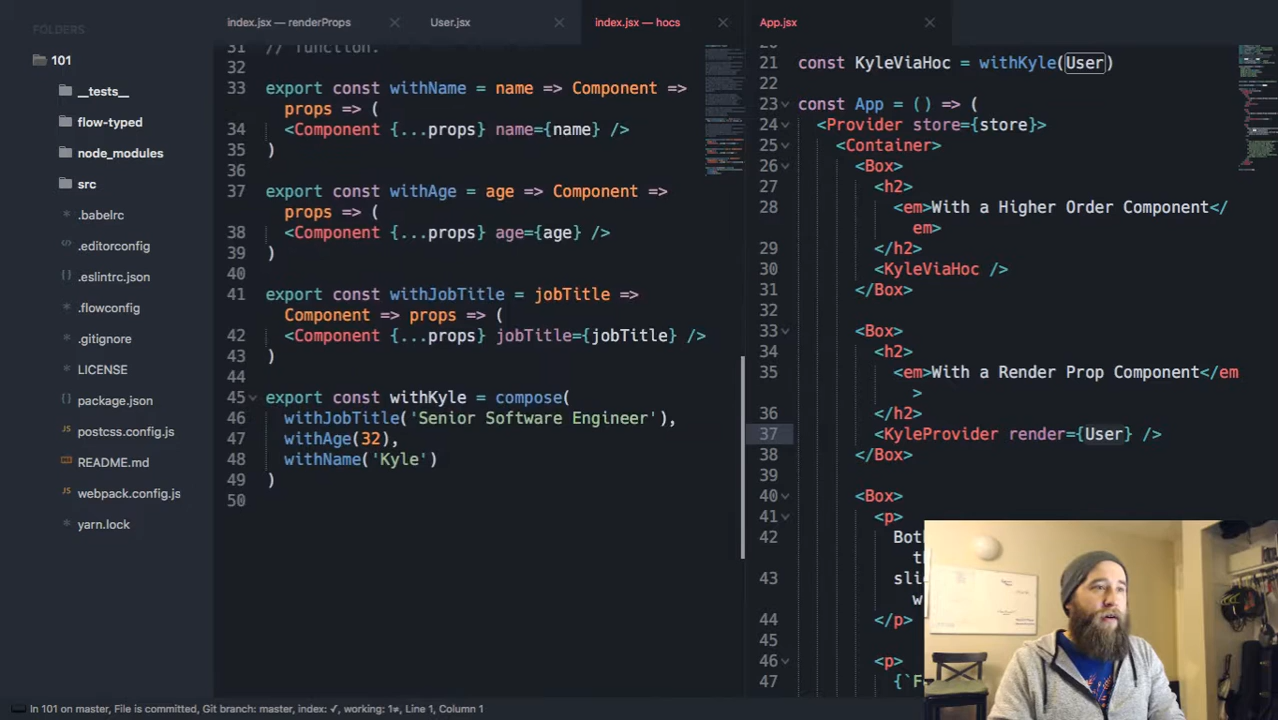 FOLDERS
101
__tests__
flow-typed
node_modules
src
.babelrc
.editorconfig
.eslintrc.json
.flowconfig
.gitignore
LICENSE
package.json
postcss.config.js
README.md
webpack.config.js
yarn.lock
index.jsx — renderProps
User.jsx
index.jsx — hocs
App.jsx
31 // function.
32
33 export const withName = name => Component =>
props => (
34 <Component {...props} name={name} />
35 )
36
37 export const withAge = age => Component =>
props => (
38 <Component {...props} age={age} />
39 )
40
41 export const withJobTitle = jobTitle =>
Component => props => (
42 <Component {...props} jobTitle={jobTitle} />
43 )
44
45 export const withKyle = compose(
46 withJobTitle('Senior Software Engineer'),
47 withAge(32),
48 withName('Kyle')
49 )
50
20
21 const KyleViaHoc = withKyle(User)
22
23 const App = () => (
24 <Provider store={store}>
25 <Container>
26 <Box>
27 <h2>
28 <em>With a Higher Order Component</
em>
29 </h2>
30 <KyleViaHoc />
31 </Box>
32
33 <Box>
34 <h2>
35 <em>With a Render Prop Component</em
>
36 </h2>
37 <KyleProvider render={User} />
38 </Box>
39
40 <Box>
41 <p>
42 Bot
th
43 sli
w
44 </p>
45
46 <p>
47 {`F
In 101 on master, File is committed, Git branch: master, index: ✓, working: 1≠, Line 1, Column 1